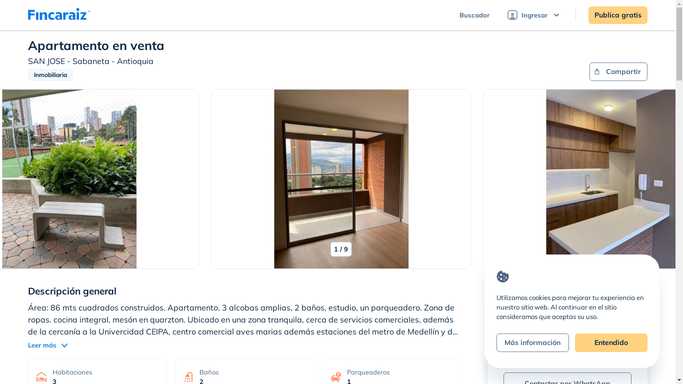 Fincaraiz
Buscador
Ingresar
Publica gratis
Apartamento en venta
SAN JOSE - Sabaneta - Antioquia
Inmobiliaria
Compartir
1 / 9
Descripción general
Área: 86 mts cuadrados construidos. Apartamento, 3 alcobas amplias, 2 baños, estudio, un parqueadero. Zona de
ropas. cocina integral, mesón en quarzton. Ubicado en una zona tranquila, cerca de servicios comerciales, además
de la cercanía a la Univercidad CEIPA, centro comercial aves marias además estaciones del metro de Medellín y d...
Leer más
Habitaciones
3
Baños
2
Parqueaderos
1
Utilizamos cookies para mejorar tu experiencia en
nuestro sitio web. Al continuar en el sitio
consideramos que aceptas su uso.
Más información
Entendido
Contactar por WhatsApp